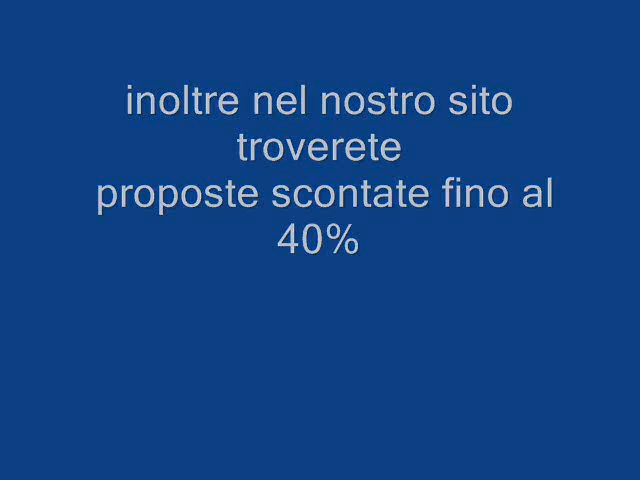 inoltre nel nostro sito
troverete
proposte scontate fino al
40%